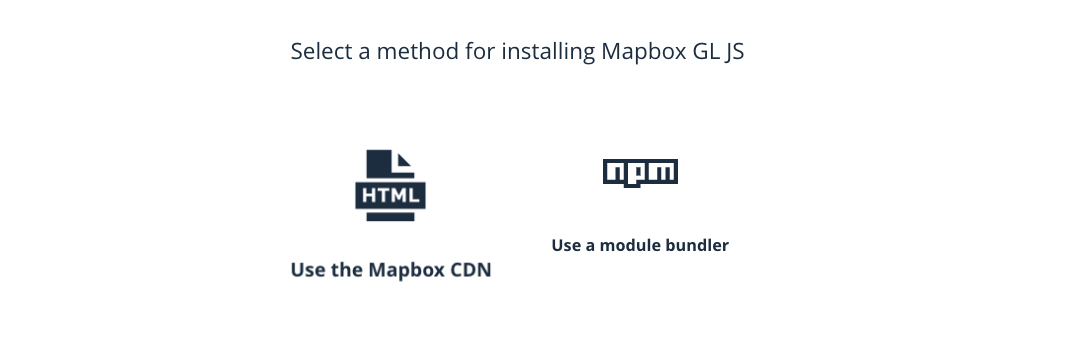 Select a method for installing Mapbox GL JS
HTML
npm
Use a module bundler
Use the Mapbox CDN